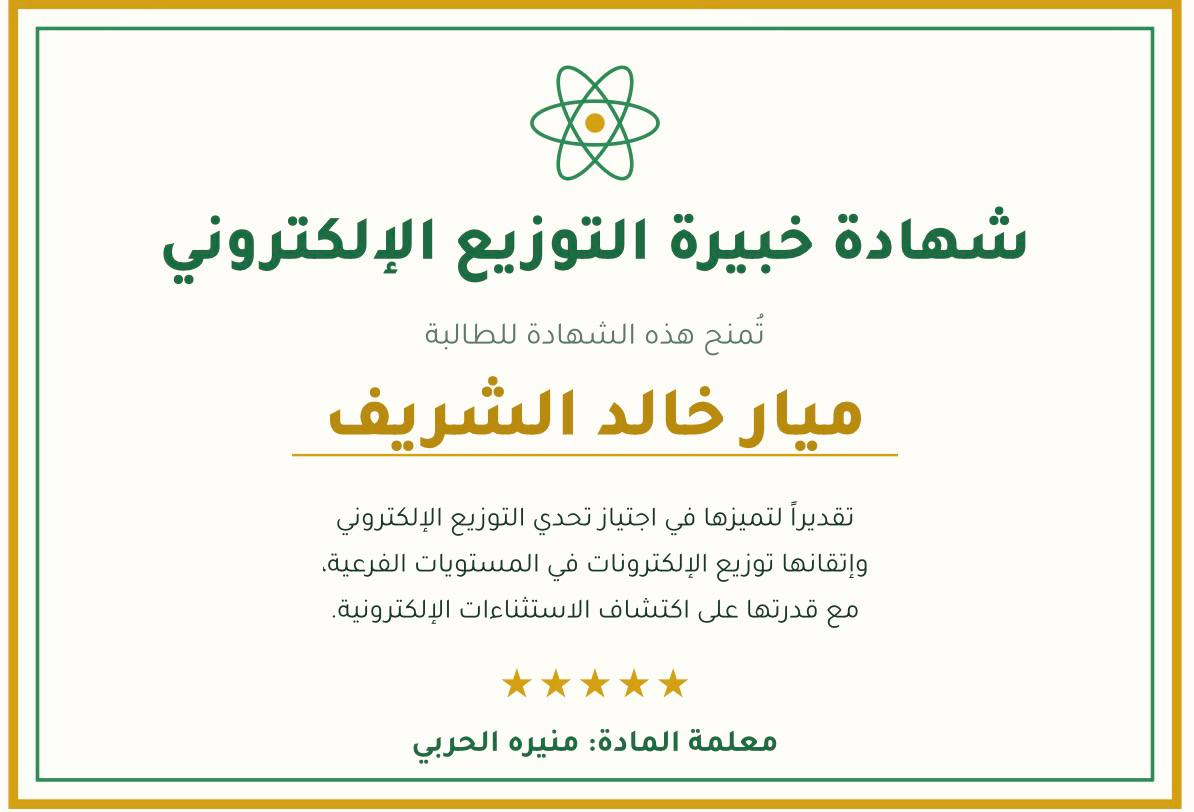 شهادة خبيرة التوزيع الإلكتروني
تُمنح هذه الشهادة للطالبة
ميار خالد الشريف
تقديراً لتميزها في اجتياز تحدي التوزيع الإلكتروني
وإتقانها توزيع الإلكترونات في المستويات الفرعية،
مع قدرتها على اكتشاف الاستثناءات الإلكترونية.
★★★★★
معلمة المادة: منيره الحربي